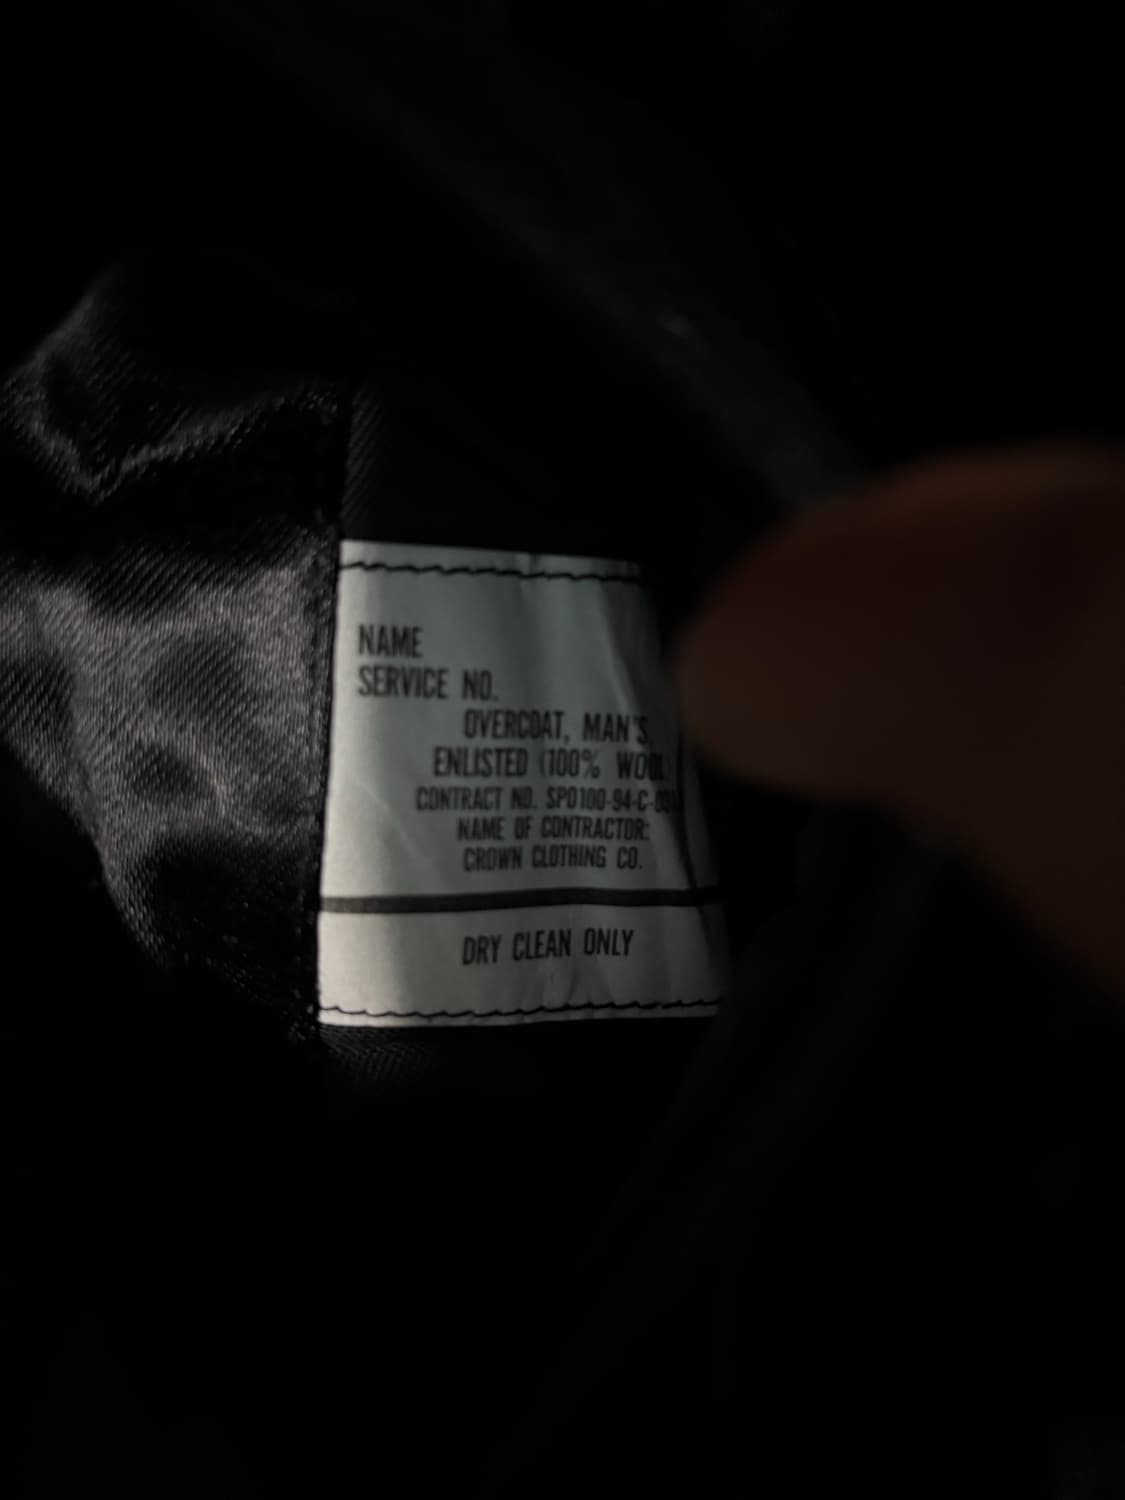 NAME
SERVICE NO.
OVERCOAT, MAN'S,
ENLISTED (100% WOOL)
CONTRACT NO. SPO100-94-C-
NAME OF CONTRACTOR:
CROWN CLOTHING CO.
DRY CLEAN ONLY